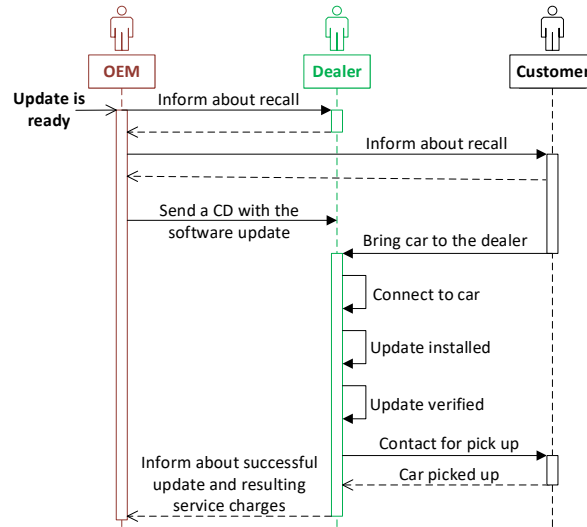 OEM
Dealer
Customer
Update is
ready
Inform about recall
Inform about recall
Send a CD with the
software update
Bring car to the dealer
Connect to car
Update installed
Update verified
Contact for pick up
Inform about successful
update and resulting
service charges
Car picked up